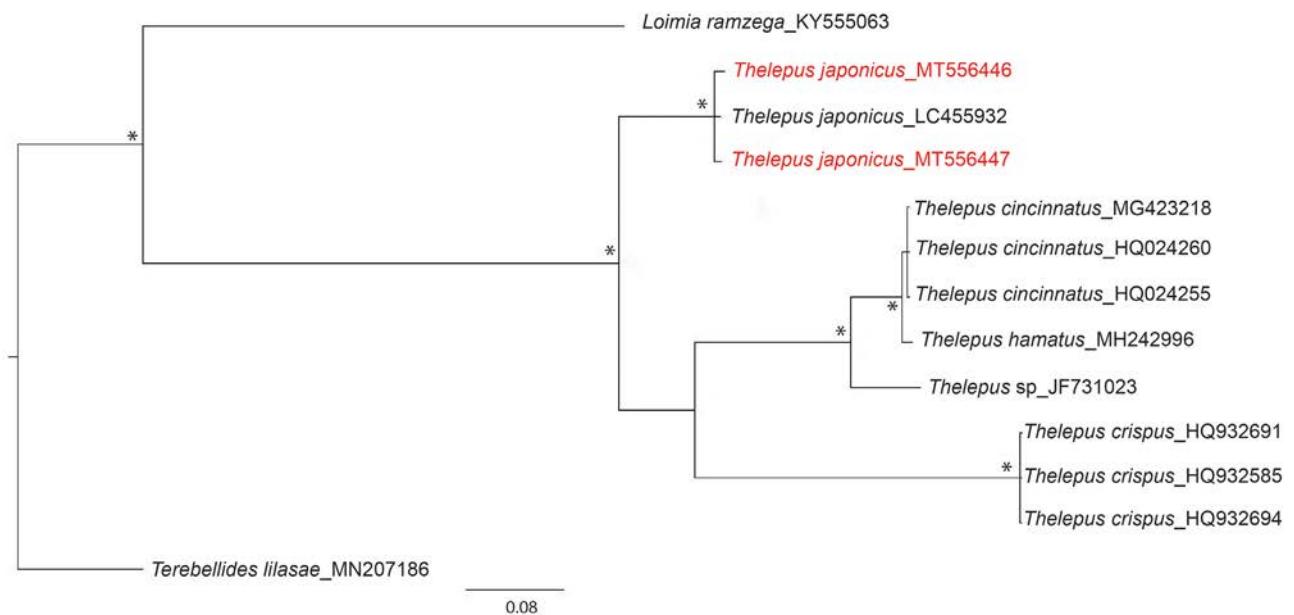 Loimia ramzega_KY555063
Thelepus japonicus_MT556446
*
Thelepus japonicus_LC455932
*
Thelepus japonicus_MT556447
Thelepus cincinnatus_MG423218
*
Thelepus cincinnatus_HQ024260
Thelepus cincinnatus_HQ024255
*
*
Thelepus hamatus_MH242996
Thelepus sp_JF731023
Thelepus crispus_HQ932691
*
Thelepus crispus_HQ932585
Thelepus crispus_HQ932694
Terebellides lilasae_MN207186
0.08